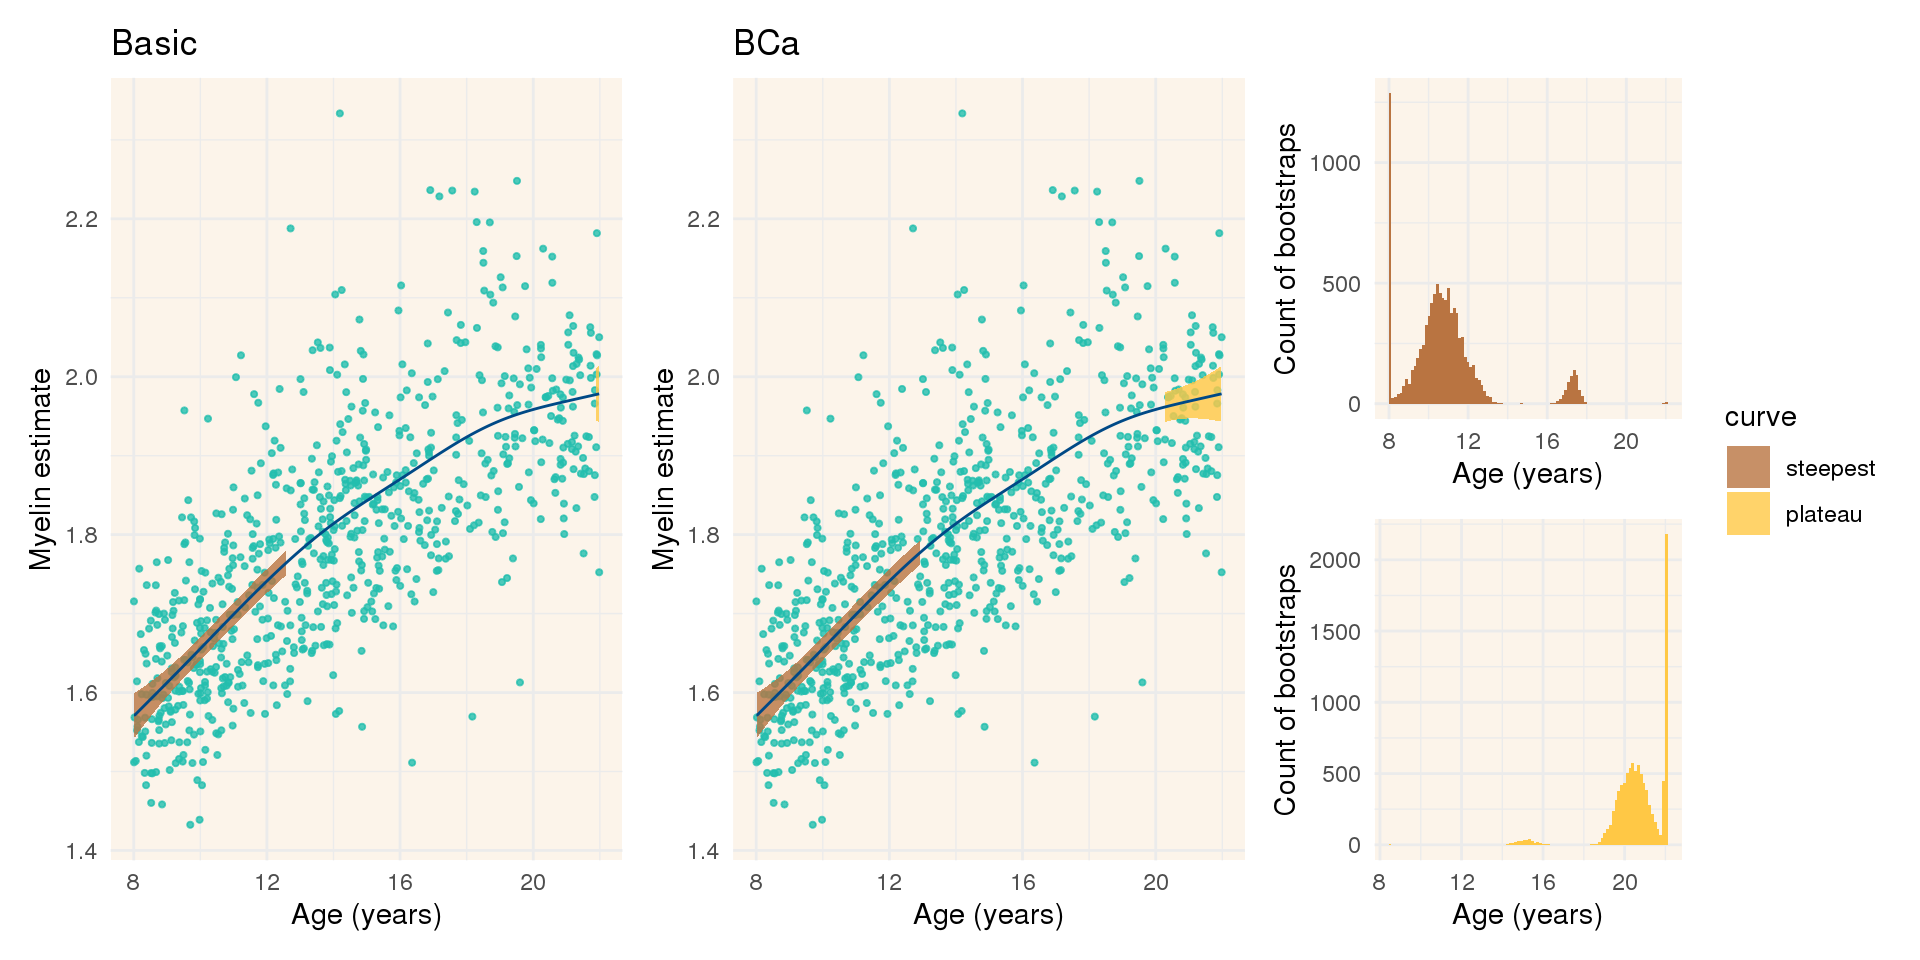 Basic
Myelin estimate
2.2
2.0
1.8
1.6
1.4
8 12 16 20
Age (years)
BCa
Myelin estimate
2.2
2.0
1.8
1.6
1.4
8 12 16 20
Age (years)
Count of bootstraps
1000
500
0
8 12 16 20
Age (years)
Count of bootstraps
2000
1500
1000
500
0
8 12 16 20
Age (years)
curve
steepest
plateau